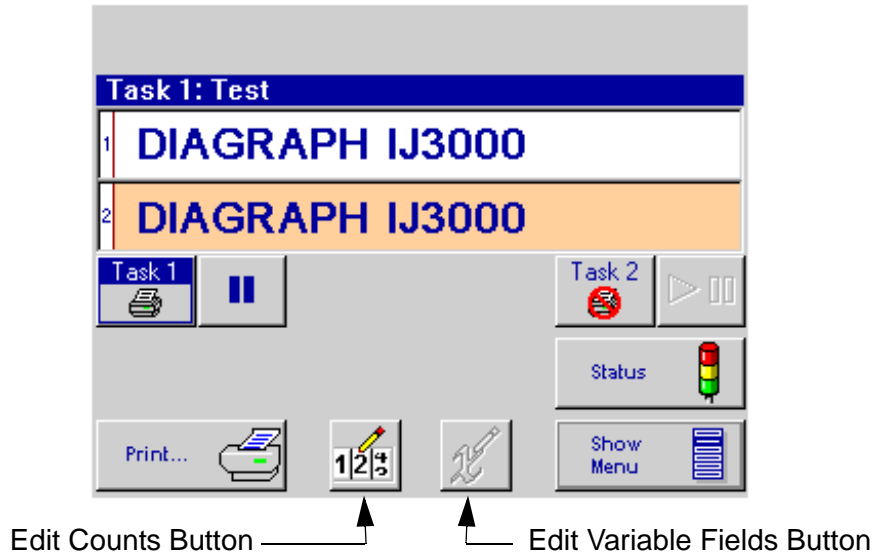 Task 1: Test
1 DIAGRAPH IJ3000
2 DIAGRAPH IJ3000
Task 1
Task 2
Status
Print...
123
Show
Menu
Edit Counts Button
Edit Variable Fields Button